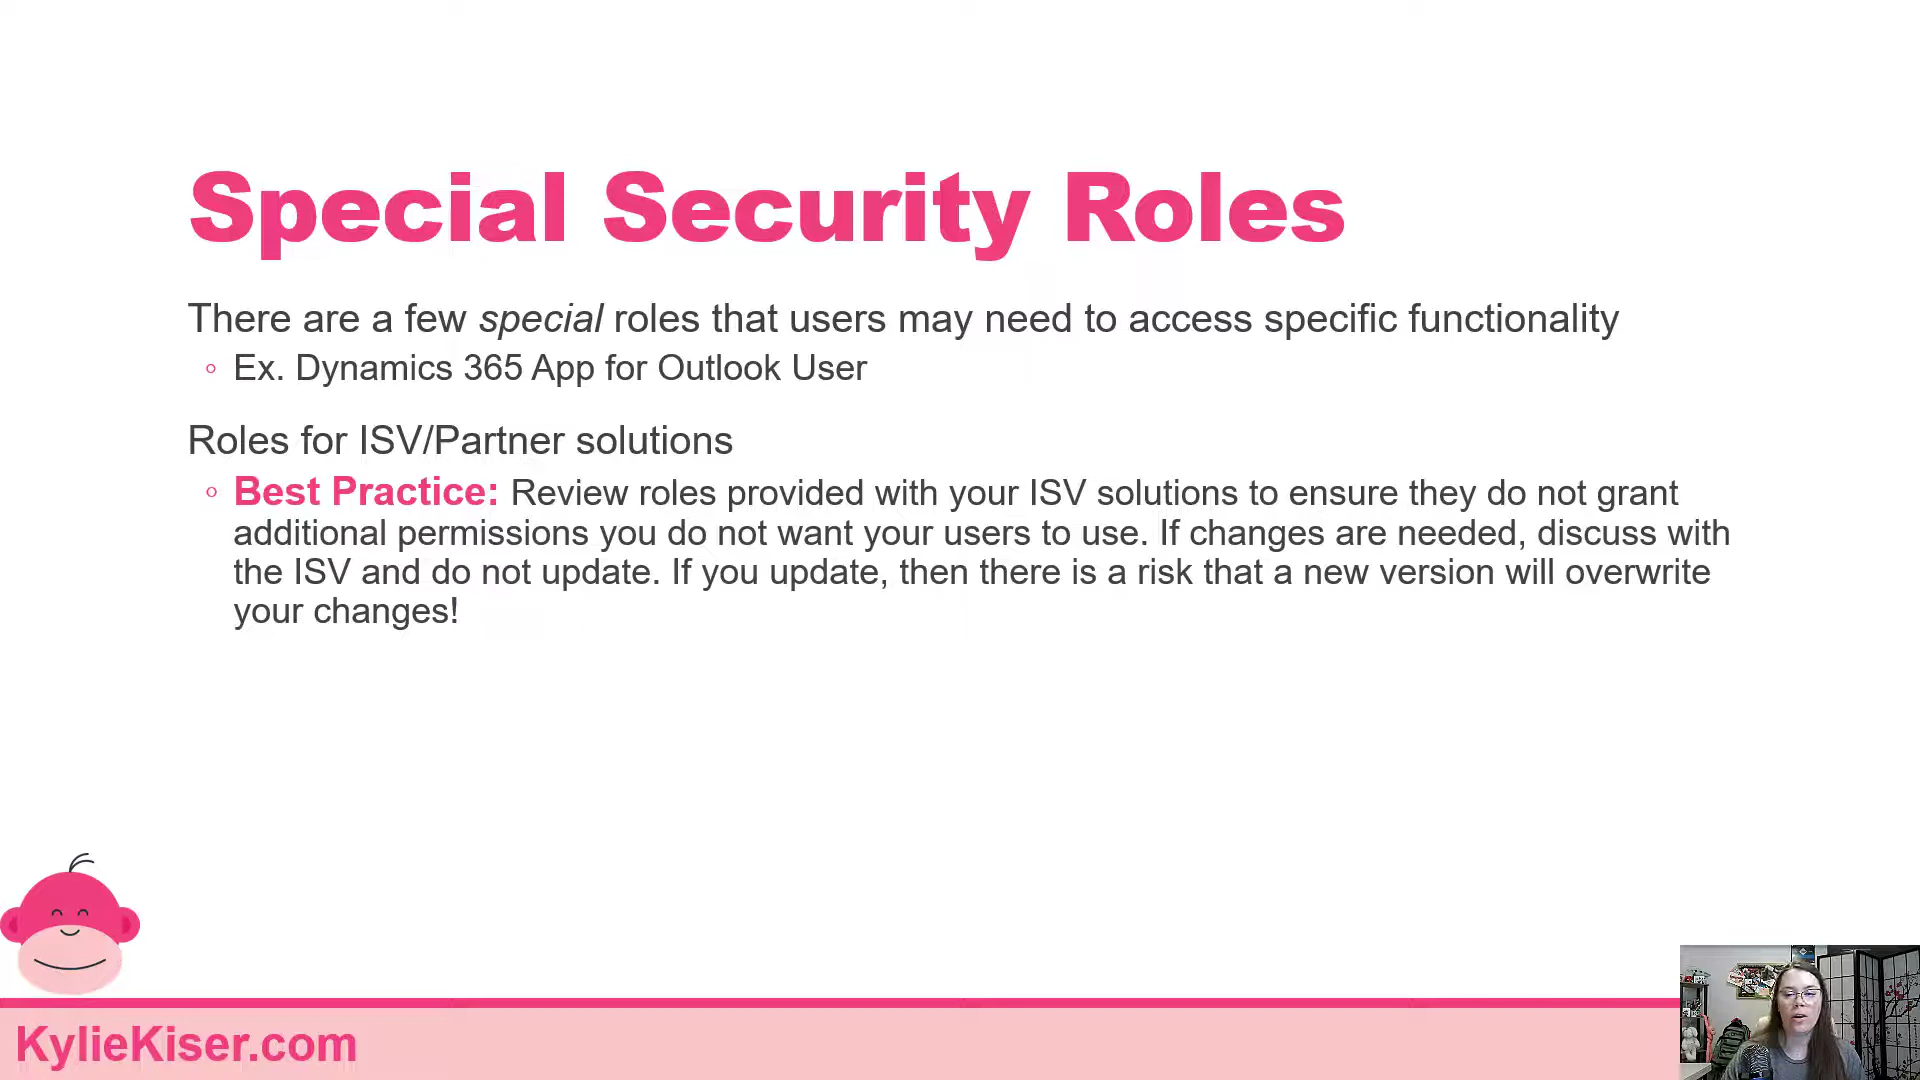 Special Security Roles
There are a few special roles that users may need to access specific functionality
◦ Ex. Dynamics 365 App for Outlook User
Roles for ISV/Partner solutions
◦ Best Practice: Review roles provided with your ISV solutions to ensure they do not grant
additional permissions you do not want your users to use. If changes are needed, discuss with
the ISV and do not update. If you update, then there is a risk that a new version will overwrite
your changes!
KylieKiser.com